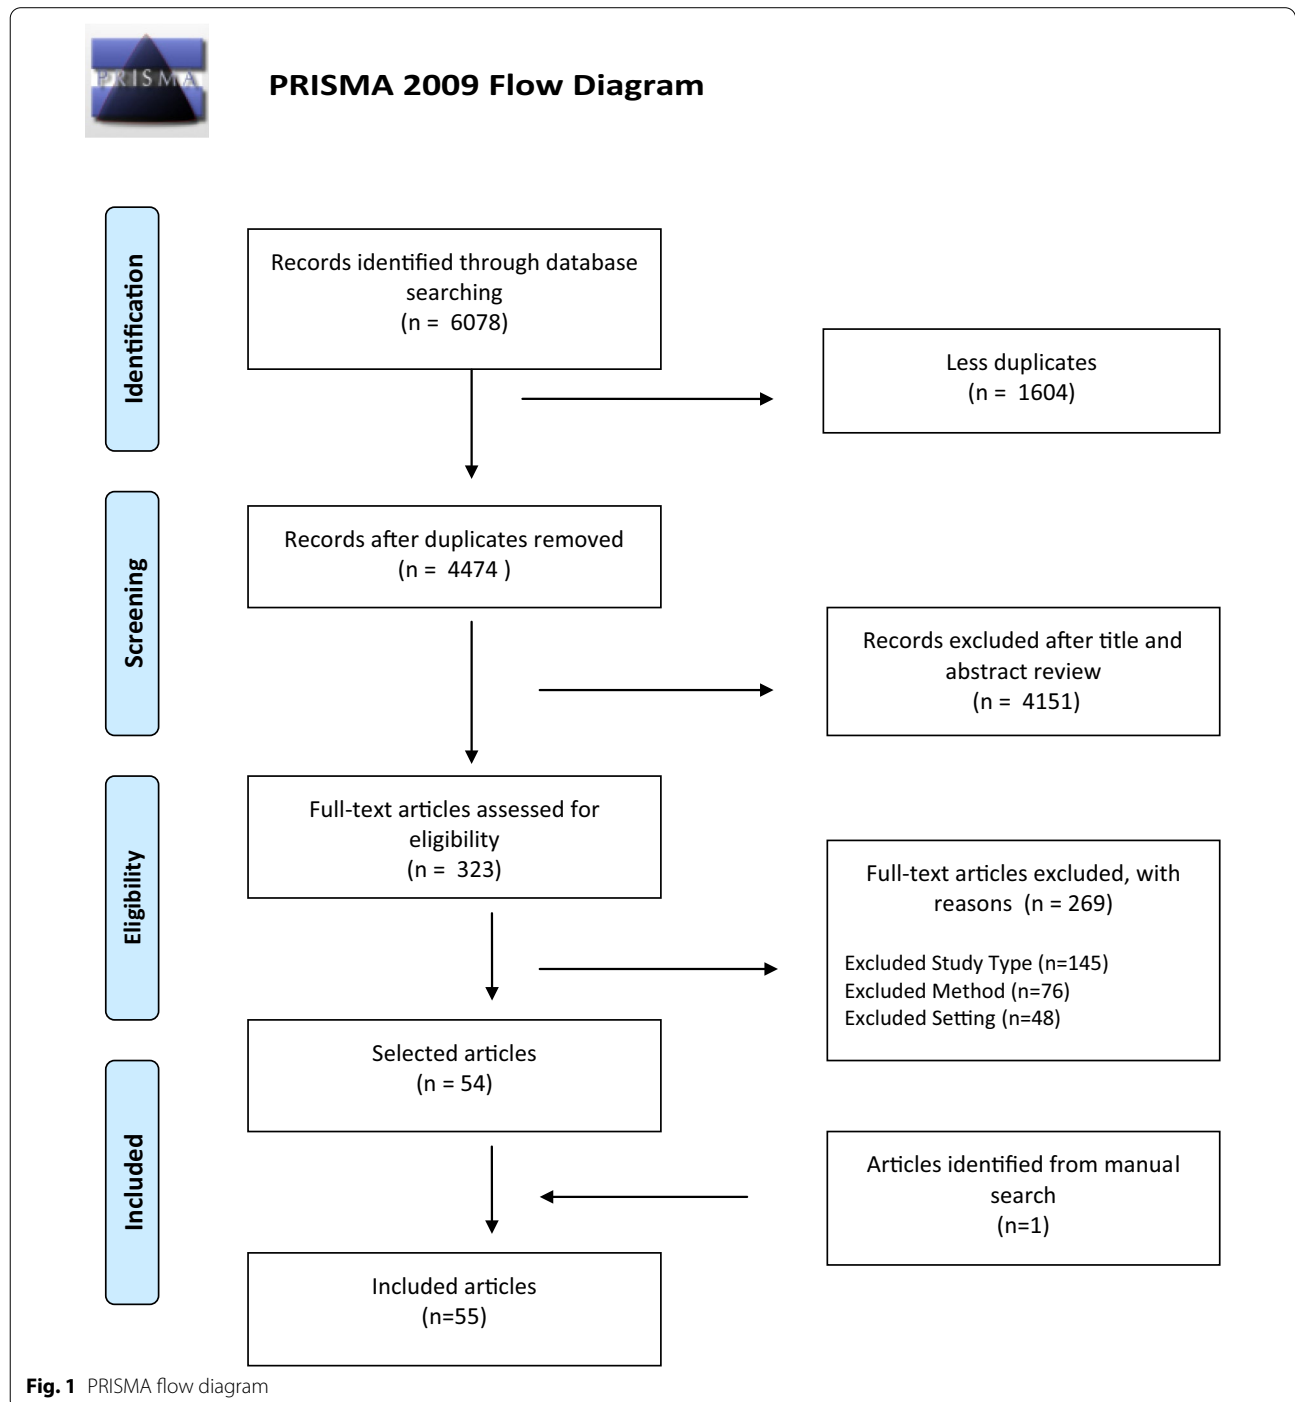 PRISMA
PRISMA 2009 Flow Diagram
Identification
Records identified through database
searching
(n = 6078)
Less duplicates
(n = 1604)
Screening
Records after duplicates removed
(n = 4474 )
Records excluded after title and
abstract review
(n = 4151)
Eligibility
Full-text articles assessed for
eligibility
(n = 323)
Full-text articles excluded, with
reasons (n = 269)
Excluded Study Type (n=145)
Excluded Method (n=76)
Excluded Setting (n=48)
Selected articles
(n = 54)
Included
Articles identified from manual
search
(n=1)
Included articles
(n=55)
Fig. 1 PRISMA flow diagram